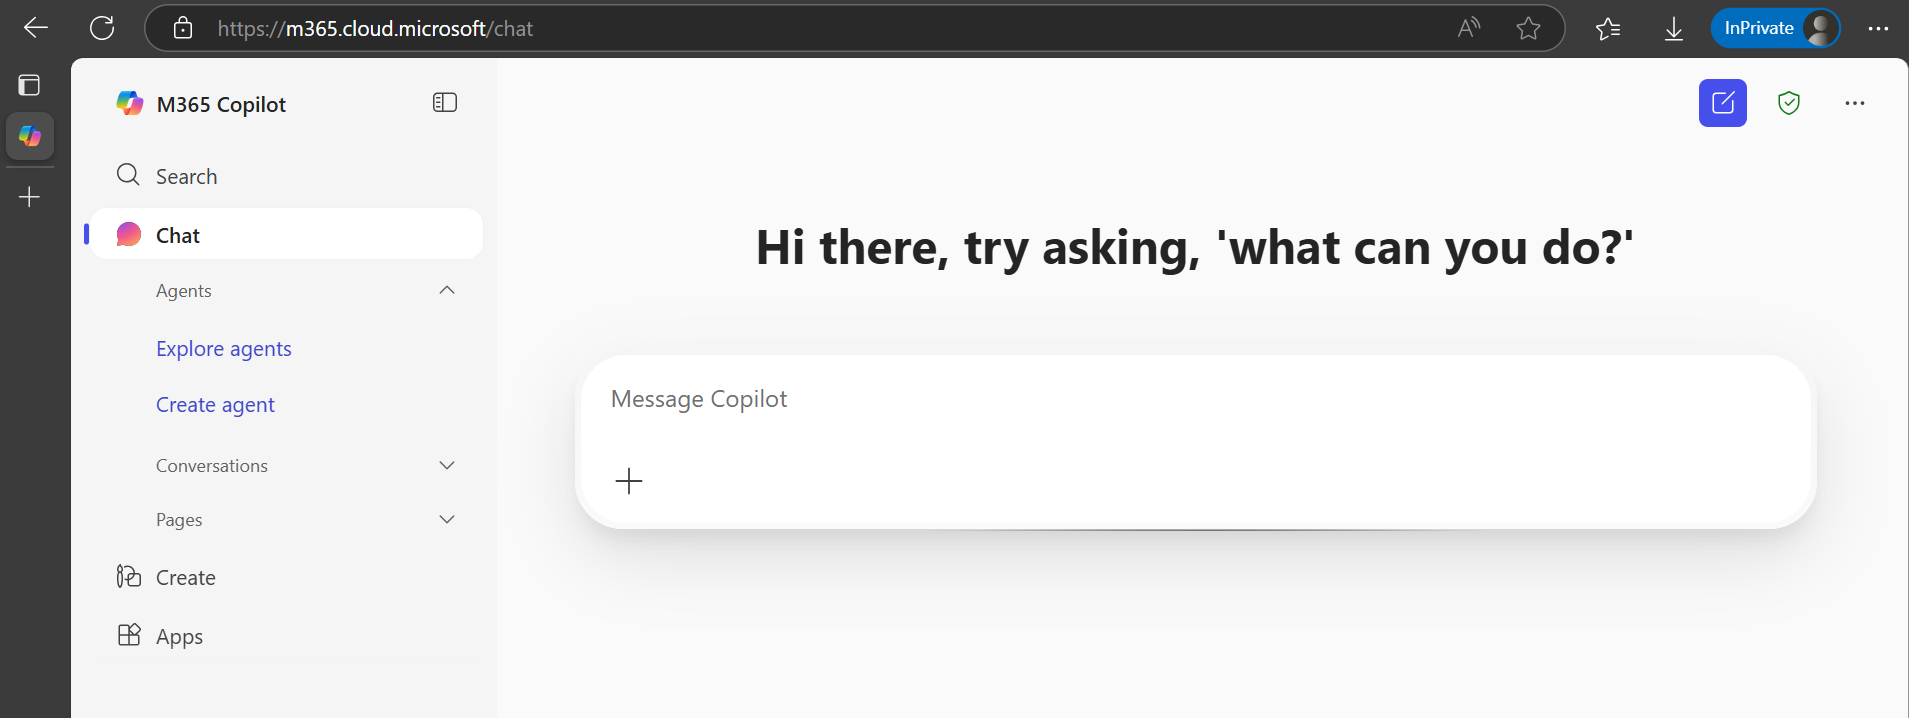 https://m365.cloud.microsoft/chat
InPrivate
M365 Copilot
Search
Chat
Agents
Explore agents
Create agent
Conversations
Pages
Create
Apps
Hi there, try asking, 'what can you do?'
Message Copilot